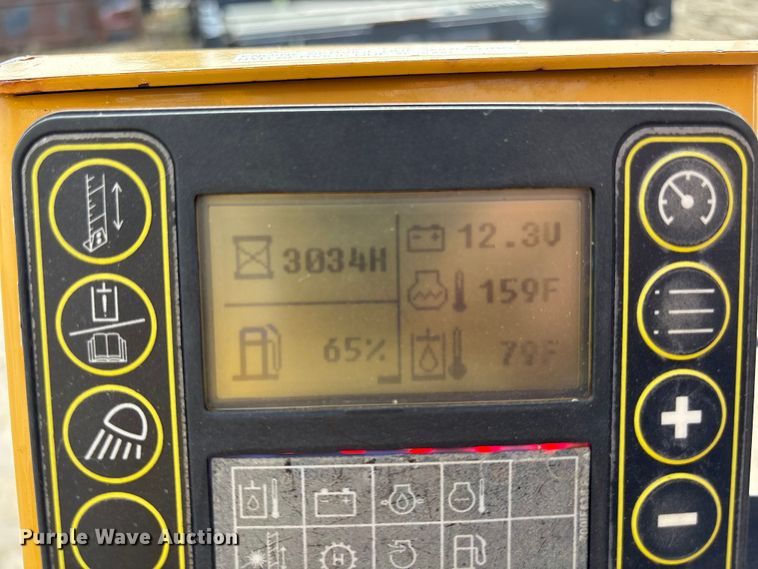 3034H
12.3V
159F
65%
79F
H
Purple Wave Auction